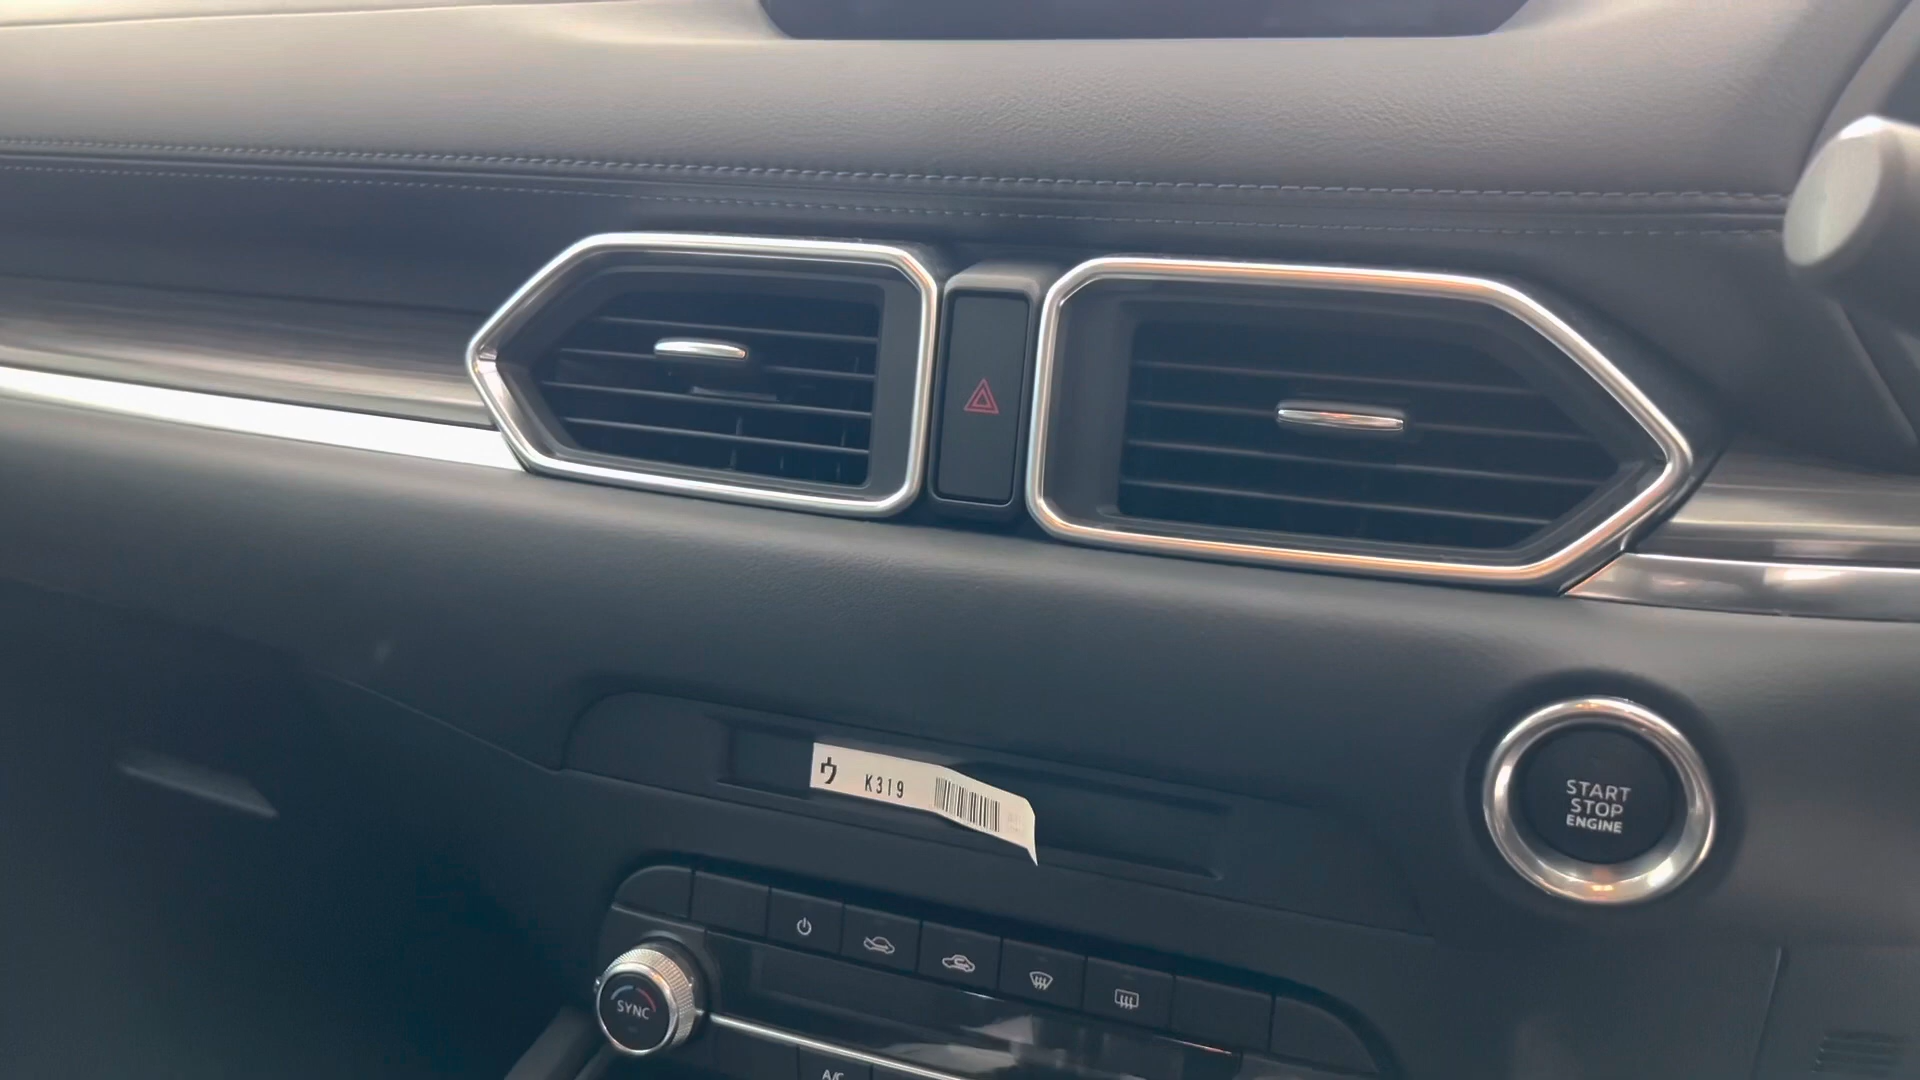 ウ K319
START
STOP
ENGINE
SYNC
A/C